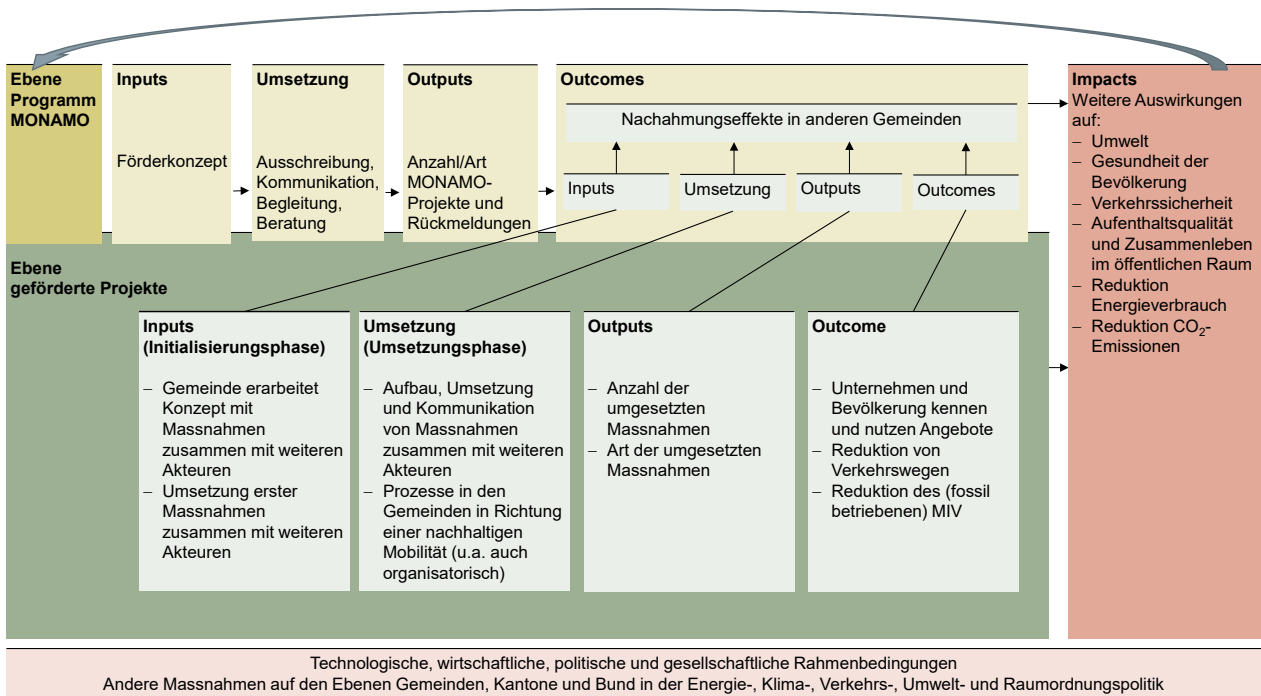 Ebene
Programm
MONAMO
Inputs
Förderkonzept
Umsetzung
Ausschreibung,
Kommunikation,
Begleitung,
Beratung
Outputs
Anzahl/Art
MONAMO-
Projekte und
Rückmeldungen
Outcomes
Nachahmungseffekte in anderen Gemeinden
Inputs
Umsetzung
Outputs
Outcomes
Impacts
Weitere Auswirkungen
auf:
– Umwelt
– Gesundheit der
Bevölkerung
– Verkehrssicherheit
– Aufenthaltsqualität
und Zusammenleben
im öffentlichen Raum
– Reduktion
Energieverbrauch
– Reduktion CO₂-
Emissionen
Ebene
geförderte Projekte
Inputs
(Initialisierungsphase)
– Gemeinde erarbeitet
Konzept mit
Massnahmen
zusammen mit weiteren
Akteuren
– Umsetzung erster
Massnahmen
zusammen mit weiteren
Akteuren
Umsetzung
(Umsetzungsphase)
– Aufbau, Umsetzung
und Kommunikation
von Massnahmen
zusammen mit weiteren
Akteuren
– Prozesse in den
Gemeinden in Richtung
einer nachhaltigen
Mobilität (u.a. auch
organisatorisch)
Outputs
– Anzahl der
umgesetzten
Massnahmen
– Art der umgesetzten
Massnahmen
Outcome
– Unternehmen und
Bevölkerung kennen
und nutzen Angebote
– Reduktion von
Verkehrswegen
– Reduktion des (fossil
betriebenen) MIV
Technologische, wirtschaftliche, politische und gesellschaftliche Rahmenbedingungen
Andere Massnahmen auf den Ebenen Gemeinden, Kantone und Bund in der Energie-, Klima-, Verkehrs-, Umwelt- und Raumordnungspolitik